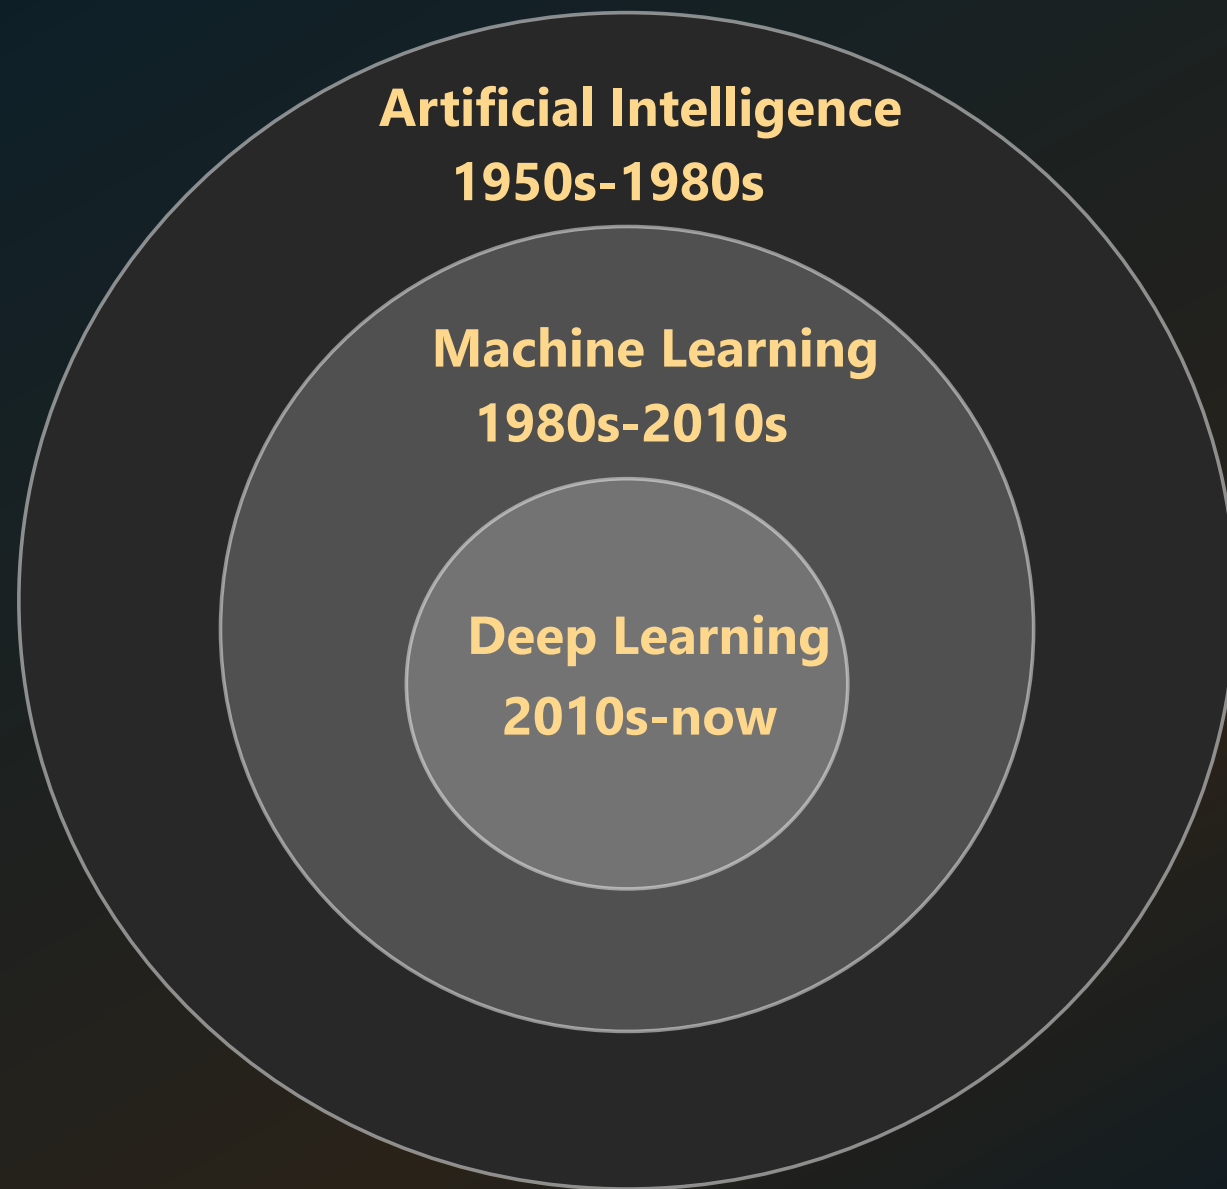 Artificial Intelligence
1950s-1980s
Machine Learning
1980s-2010s
Deep Learning
2010s-now